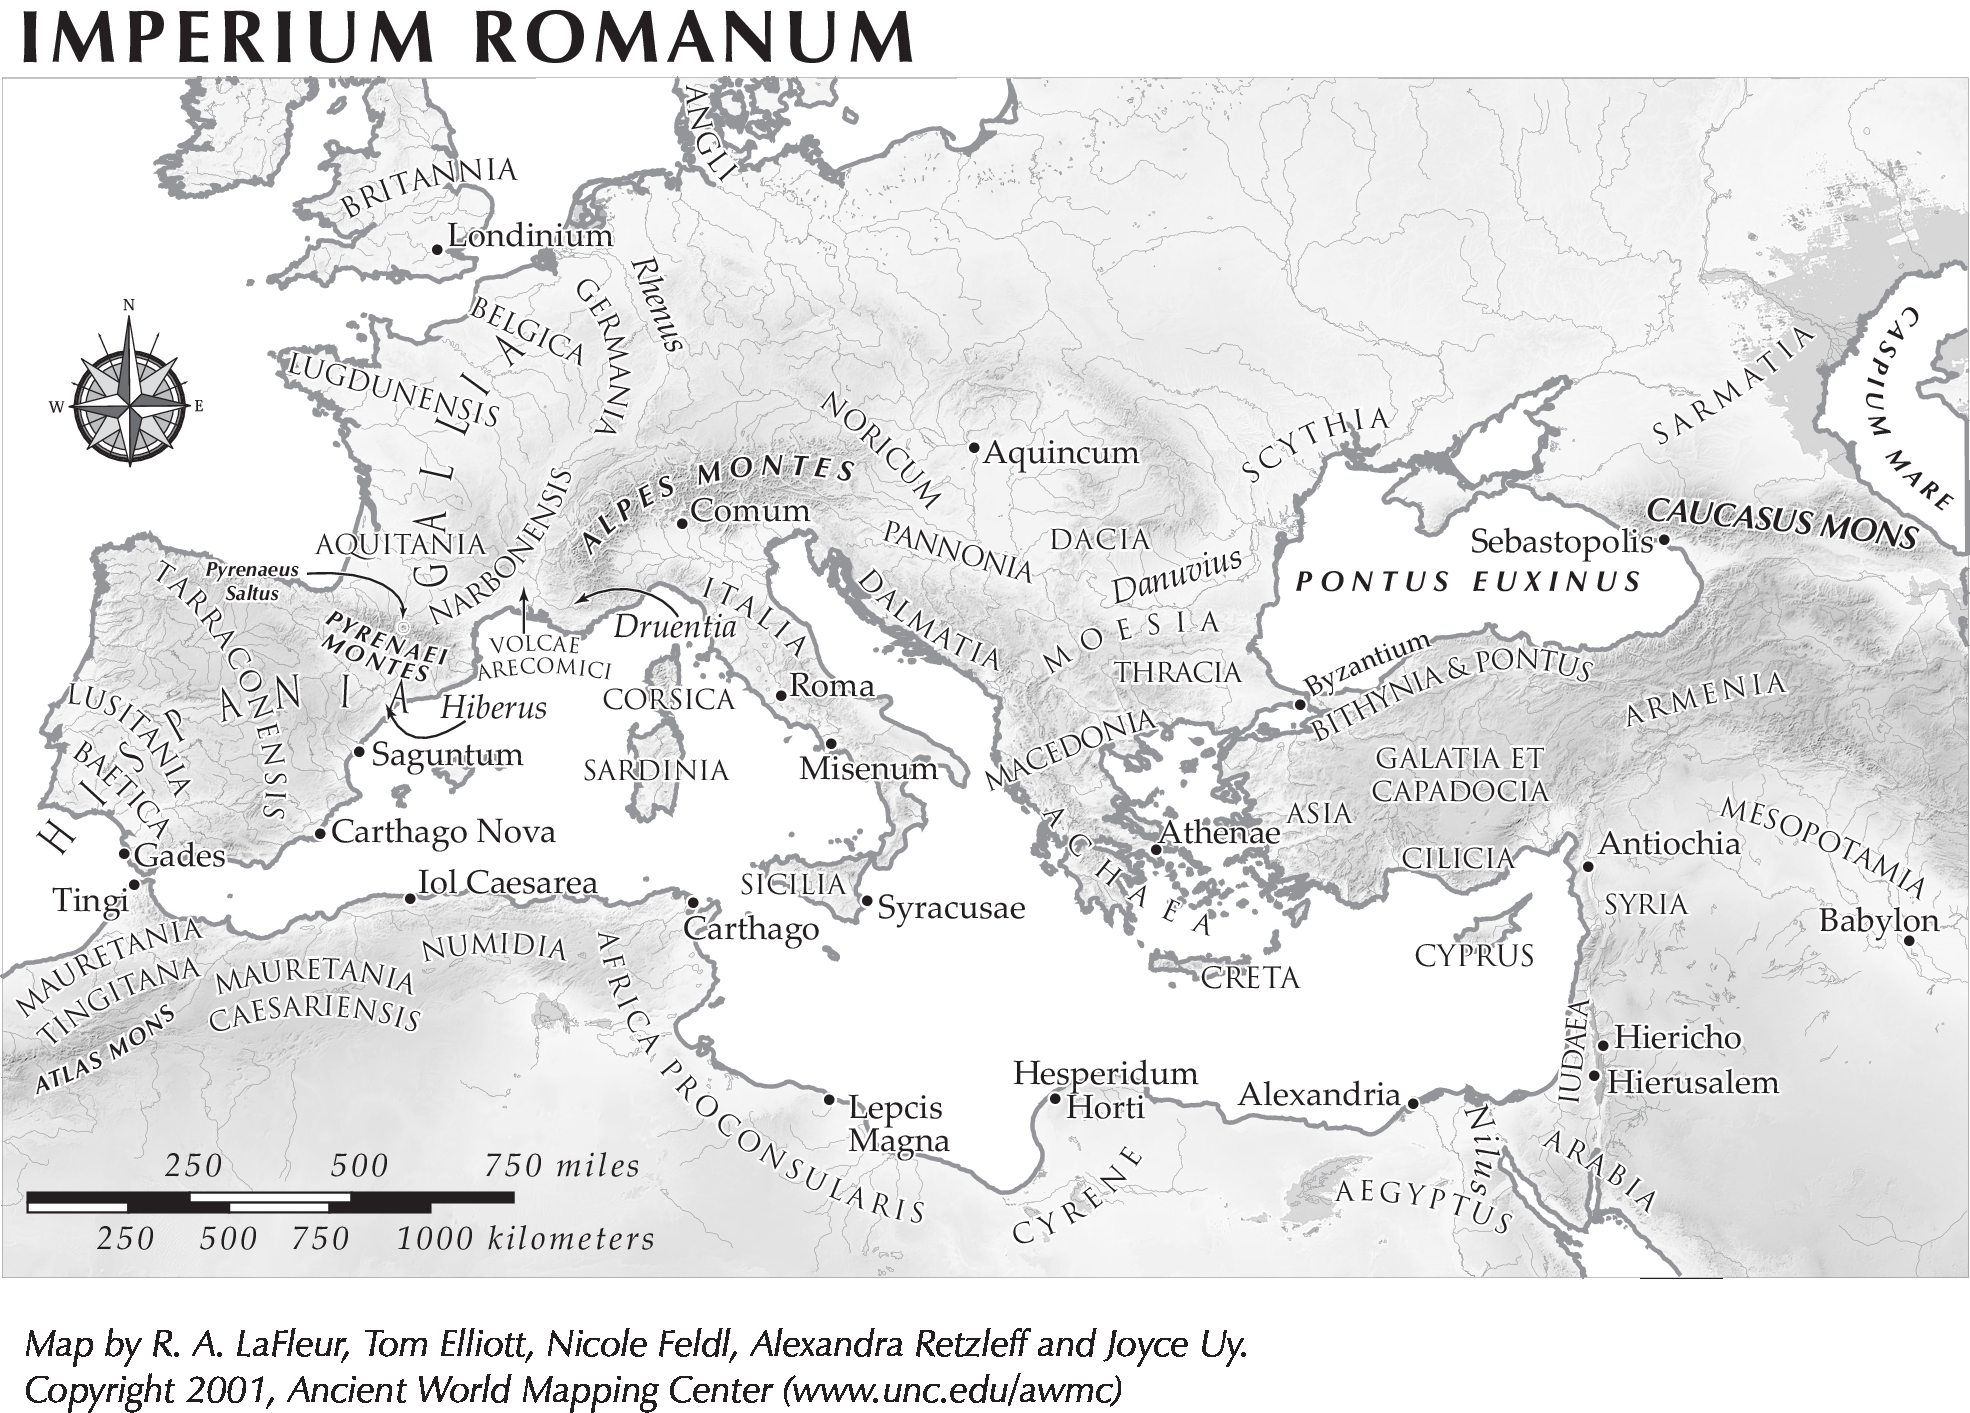 IMPERIUM ROMANUM
ANGLI
BRITANNIA
Londinium
Rhenus
GERMANIA
BELGICA
LUGDUNENSIS
GALLIA
N
W
E
CASPIUM MARE
SARMATIA
SCYTHIA
NORICUM
Aquincum
ALPES MONTES
Comum
NARBONENSIS
AQUITANIA
CAUCASUS MONS
Sebastopolis
PONTUS EUXINUS
DACIA
PANNONIA
Danuvius
Pyrenaeus
Saltus
TARRACONENSIS
PYRENAEI
MONTES
VOLCAE
ARECOMICI
Druentia
ITALIA
DALMATIA
MOESIA
THRACIA
Byzantium
BITHYNIA & PONTUS
ARMENIA
LUSITANIA
HISPANIA
BAETICA
Hiberus
CORSICA
Roma
Saguntum
SARDINIA
Misenum
MACEDONIA
GALATIA ET
CAPADOCIA
ASIA
MESOPOTAMIA
Carthago Nova
Gades
Athenae
ACHAEA
CILICIA
Antiochia
Tingi
Iol Caesarea
SICILIA
Syracusae
SYRIA
Babylon
Carthago
CYPRUS
CRETA
MAURETANIA
TINGITANA
MAURETANIA
CAESARIENSIS
NUMIDIA
AFRICA PROCONSULARIS
ATLAS MONS
IUDAEA
Hiericho
Hierusalem
Hesperidum
Horti
Alexandria
Lepcis
Magna
Nilus
ARABIA
CYRENE
AEGYPTUS
250 500 750 miles
250 500 750 1000 kilometers
Map by R. A. LaFleur, Tom Elliott, Nicole Feldl, Alexandra Retzleff and Joyce Uy.
Copyright 2001, Ancient World Mapping Center (www.unc.edu/awmc)